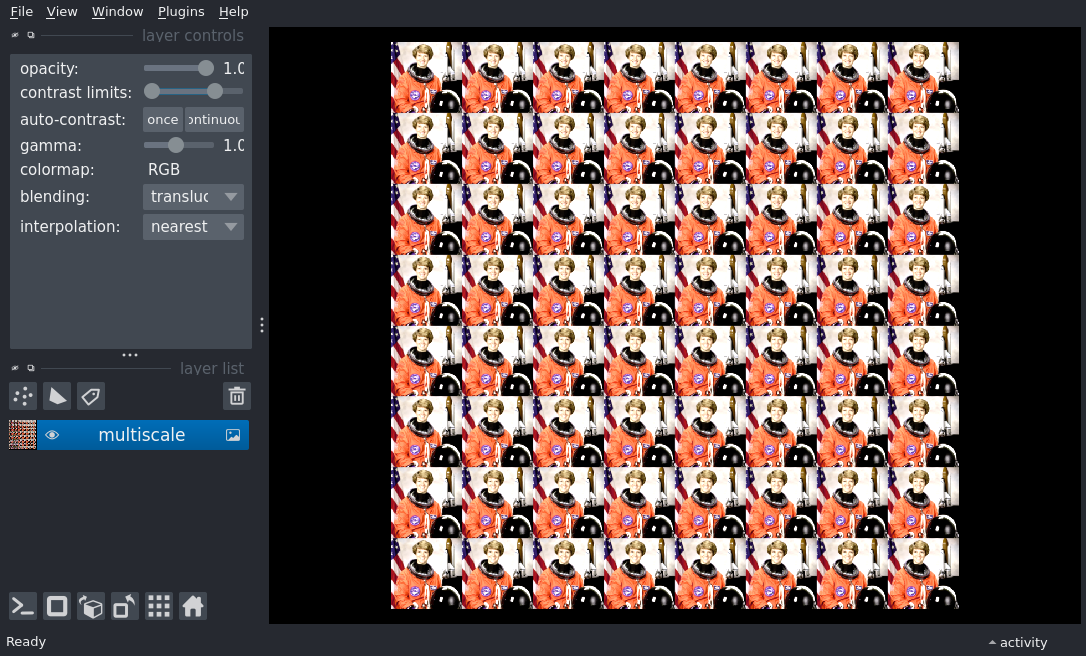 File View Window Plugins Help
layer controls
opacity: 1.0
contrast limits:
auto-contrast: once ontinuou
gamma: 1.0
colormap: RGB
blending: transluc
interpolation: nearest
layer list
multiscale
Ready
activity